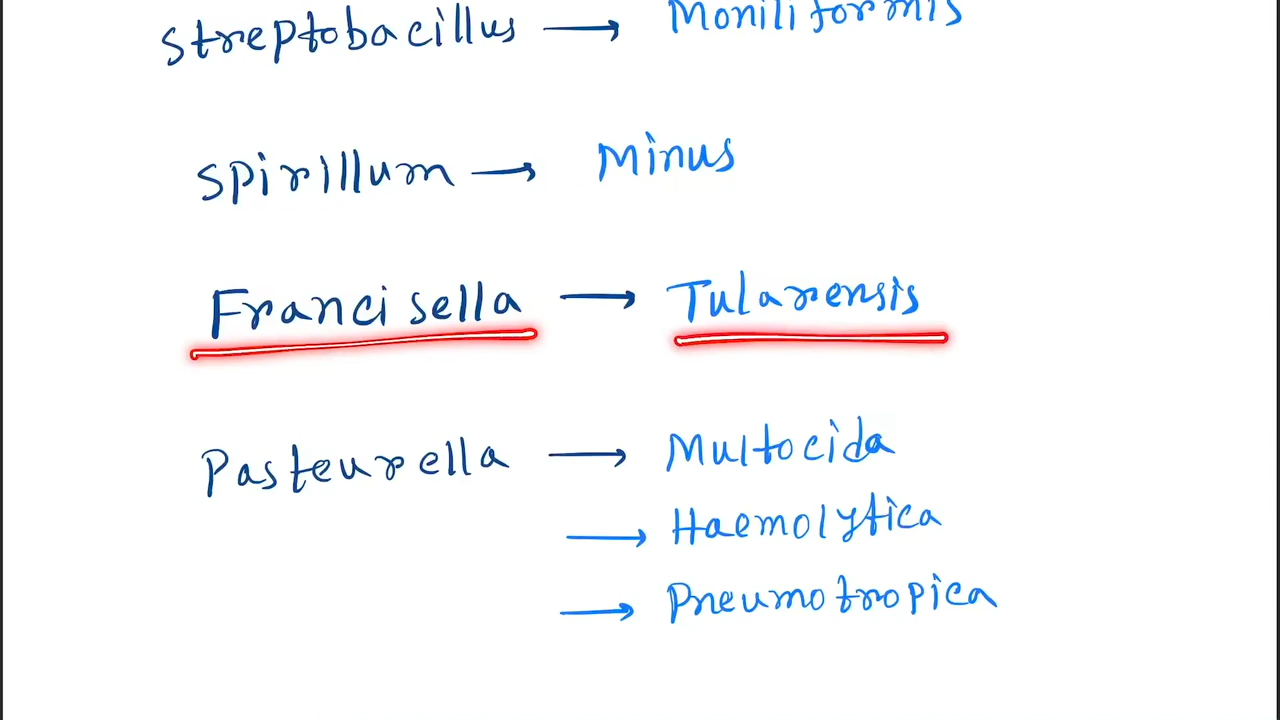 Streptobacillus → Moniliformis
Spirillum → Minus
Francisella → Tularensis
Pasteurella → Multocida
→ Haemolytica
→ Pneumotropica